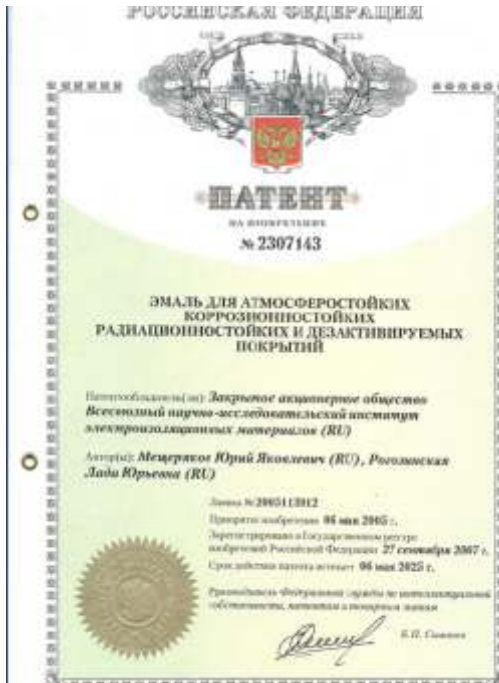 РОССИЙСКАЯ ФЕДЕРАЦИЯ
ПАТЕНТ
НА ИЗОБРЕТЕНИЕ
№ 2307143
ЭМАЛЬ ДЛЯ АТМОСФЕРОСТОЙКИХ
КОРРОЗИОННОСТОЙКИХ
РАДИАЦИОННОСТОЙКИХ И ДЕЗАКТИВИРУЕМЫХ
ПОКРЫТИЙ
Патентообладатель(ли): Закрытое акционерное общество
Всесоюзный научно-исследовательский институт
электроизоляционных материалов (RU)
Автор(ы): Мещеряков Юрий Яковлевич (RU), Рогозинская
Лада Юрьевна (RU)
Заявка № 2005113912
Приоритет изобретения 06 мая 2005 г.
Зарегистрировано в Государственном реестре
изобретений Российской Федерации 27 сентября 2007 г.
Срок действия патента истекает 06 мая 2025 г.
Руководитель Федеральной службы по интеллектуальной
собственности, патентам и товарным знакам
Б.П. Симонов